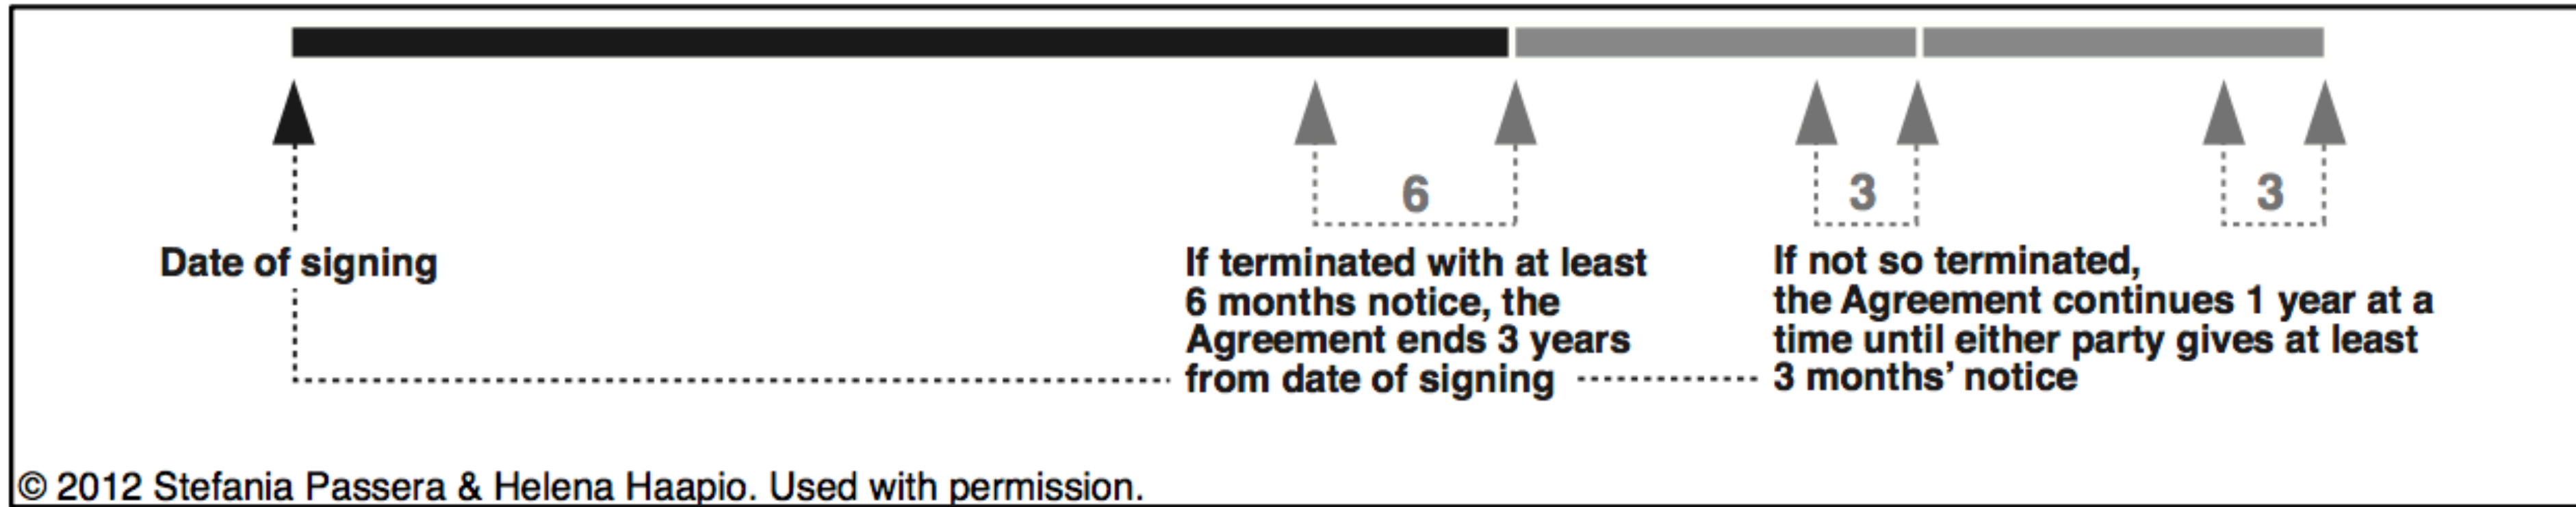 6
3
3
Date of signing
If terminated with at least
6 months notice, the
Agreement ends 3 years
from date of signing
If not so terminated,
the Agreement continues 1 year at a
time until either party gives at least
3 months’ notice
© 2012 Stefania Passera & Helena Haapio. Used with permission.